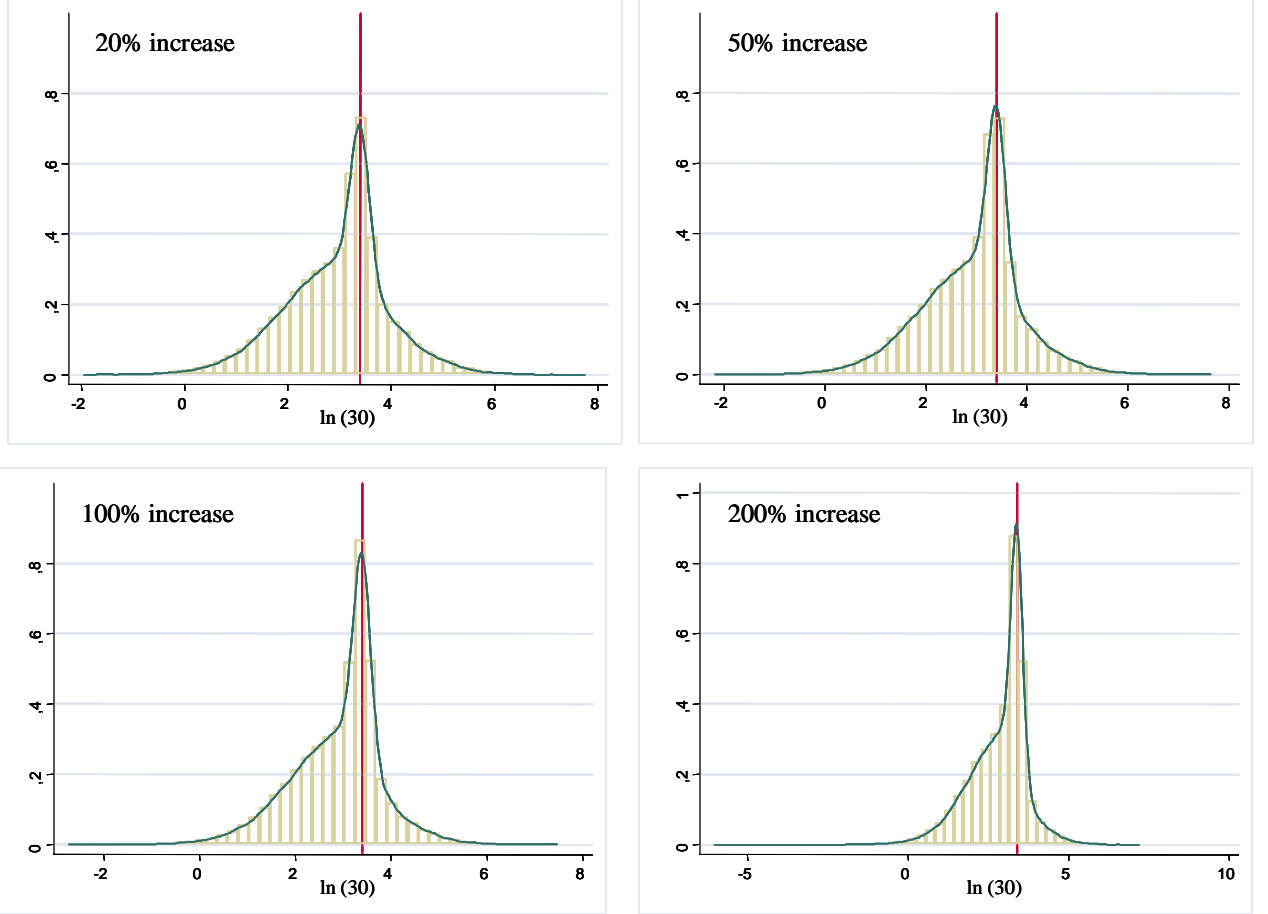 20% increase
,8
,6
,4
,2
0
-2 0 2 4 6 8
ln (30)
50% increase
,8
,6
,4
,2
0
-2 0 2 4 6 8
ln (30)
100% increase
,8
,6
,4
,2
0
-2 0 2 4 6 8
ln (30)
200% increase
1
,8
,6
,4
,2
0
-5 0 5 10
ln (30)